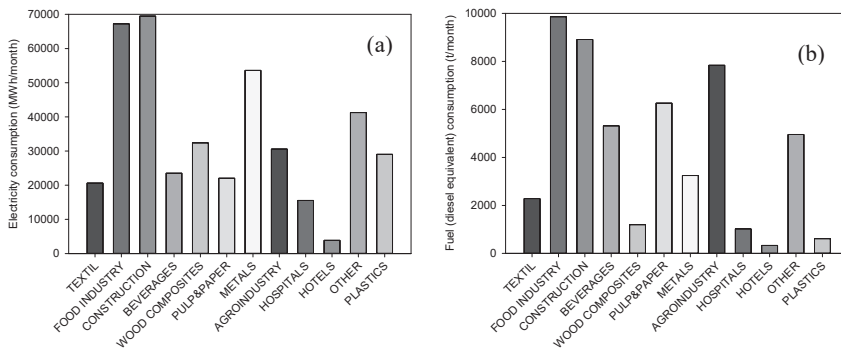 (a)
Electricity consumption (MWh/month)
70000
60000
50000
40000
30000
20000
10000
0
TEXTIL
FOOD INDUSTRY
CONSTRUCTION
BEVERAGES
WOOD COMPOSITES
PULP&PAPER
METALS
AGROINDUSTRY
HOSPITALS
HOTELS
OTHER
PLASTICS
(b)
Fuel (diesel equivalent) consumption (t/month)
10000
8000
6000
4000
2000
0
TEXTIL
FOOD INDUSTRY
CONSTRUCTION
BEVERAGES
WOOD COMPOSITES
PULP&PAPER
METALS
AGROINDUSTRY
HOSPITALS
HOTELS
OTHER
PLASTICS